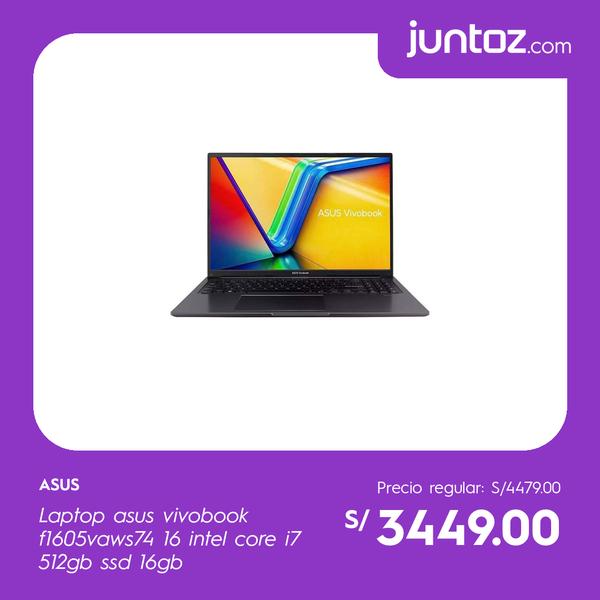 juntoz.com
ASUS Vivobook
ASUS
Laptop asus vivobook
f1605vaws74 16 intel core i7
512gb ssd 16gb
Precio regular: S/4479.00
S/ 3449.00